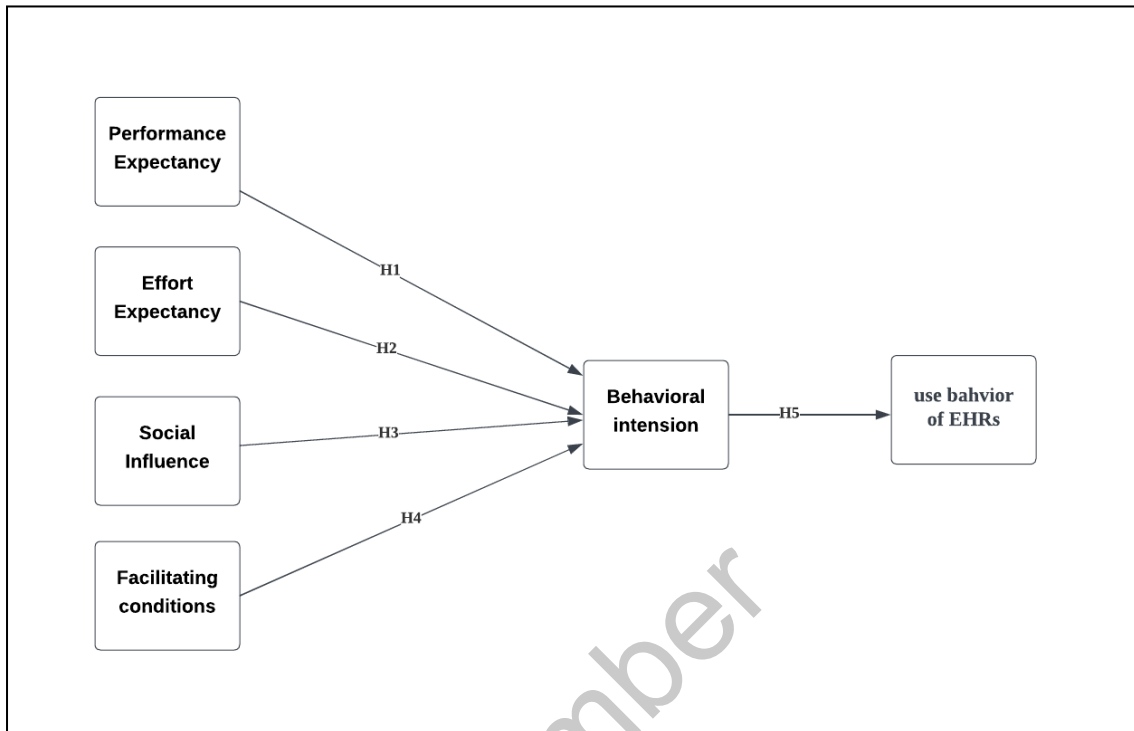 Performance
Expectancy
H1
Effort
Expectancy
H2
Social
Influence
H3
Facilitating
conditions
H4
Behavioral
intension
H5
use bahvior
of EHRs